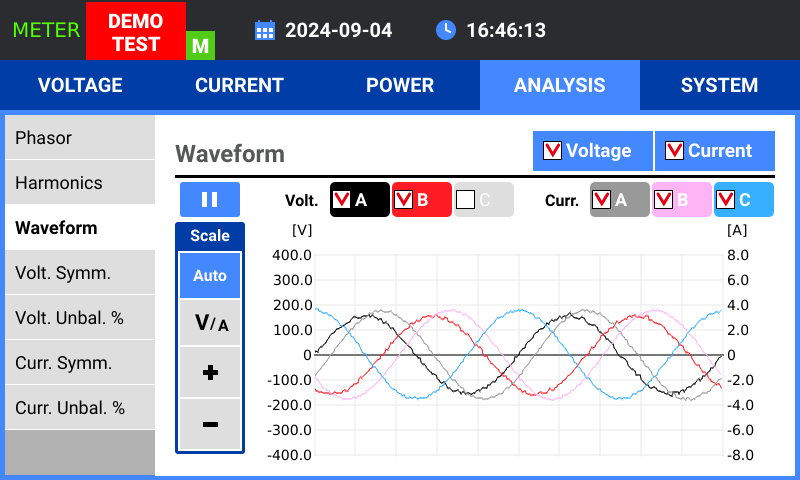 METER
DEMO
TEST
M
2024-09-04
16:46:13
VOLTAGE CURRENT POWER ANALYSIS SYSTEM
Phasor
Harmonics
Waveform
Volt. Symm.
Volt. Unbal. %
Curr. Symm.
Curr. Unbal. %
Waveform
Voltage Current
Volt. A B C Curr. A B C
Scale
Auto
V/A
+
−
[V] [A]
400.0 8.0
300.0 6.0
200.0 4.0
100.0 2.0
0 0
-100.0 -2.0
-200.0 -4.0
-300.0 -6.0
-400.0 -8.0